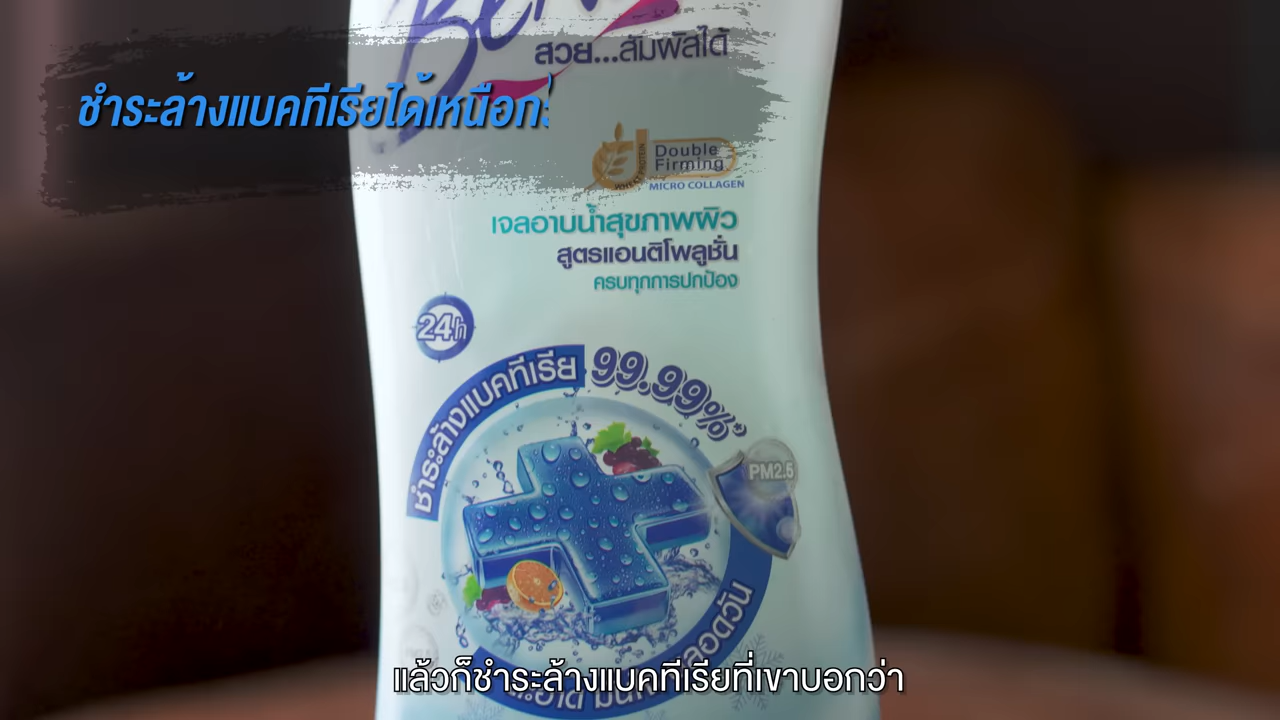 สวย...สัมผัสได้
ชำระล้างแบคทีเรียได้เหนือก
WHEAT PROTEIN
Double
Firming
MICRO COLLAGEN
เจลอาบน้ำสุขภาพผิว
สูตรแอนติโพลูชั่น
ครบทุกการปกป้อง
24h
ชำระล้างแบคทีเรีย 99.99%*
PM2.5
แล้วก็ชำระล้างแบคทีเรียที่เขาบอกว่า